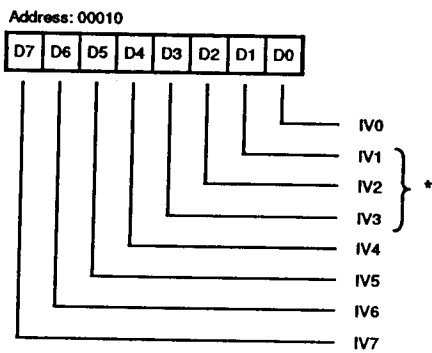 Address: 00010
D7 D6 D5 D4 D3 D2 D1 D0
IV0
IV1
IV2 *
IV3
IV4
IV5
IV6
IV7